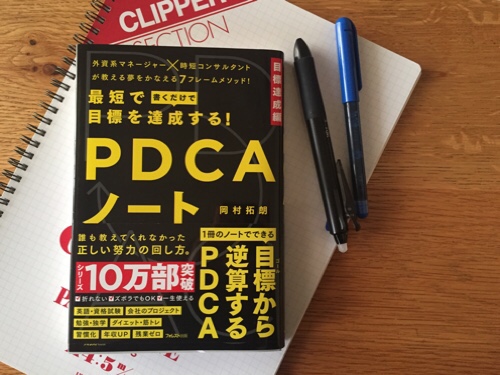 CLIPPER
SECTION
外資系マネージャー×時短コンサルタント
が教える夢をかなえる7フレームメソッド!
目標達成編
最短で書くだけで
目標を達成する!
PDCA
ノート
岡村拓朗
誰も教えてくれなかった
正しい努力の回し方。
シリーズ10万部突破
折れない ズボラでもOK 一生使える
英語・資格試験 会社のプロジェクト
勉強・独学 ダイエット・筋トレ
習慣化 年収UP 残業ゼロ
1冊のノートでできる
目標から
逆算する
PDCA
14:5